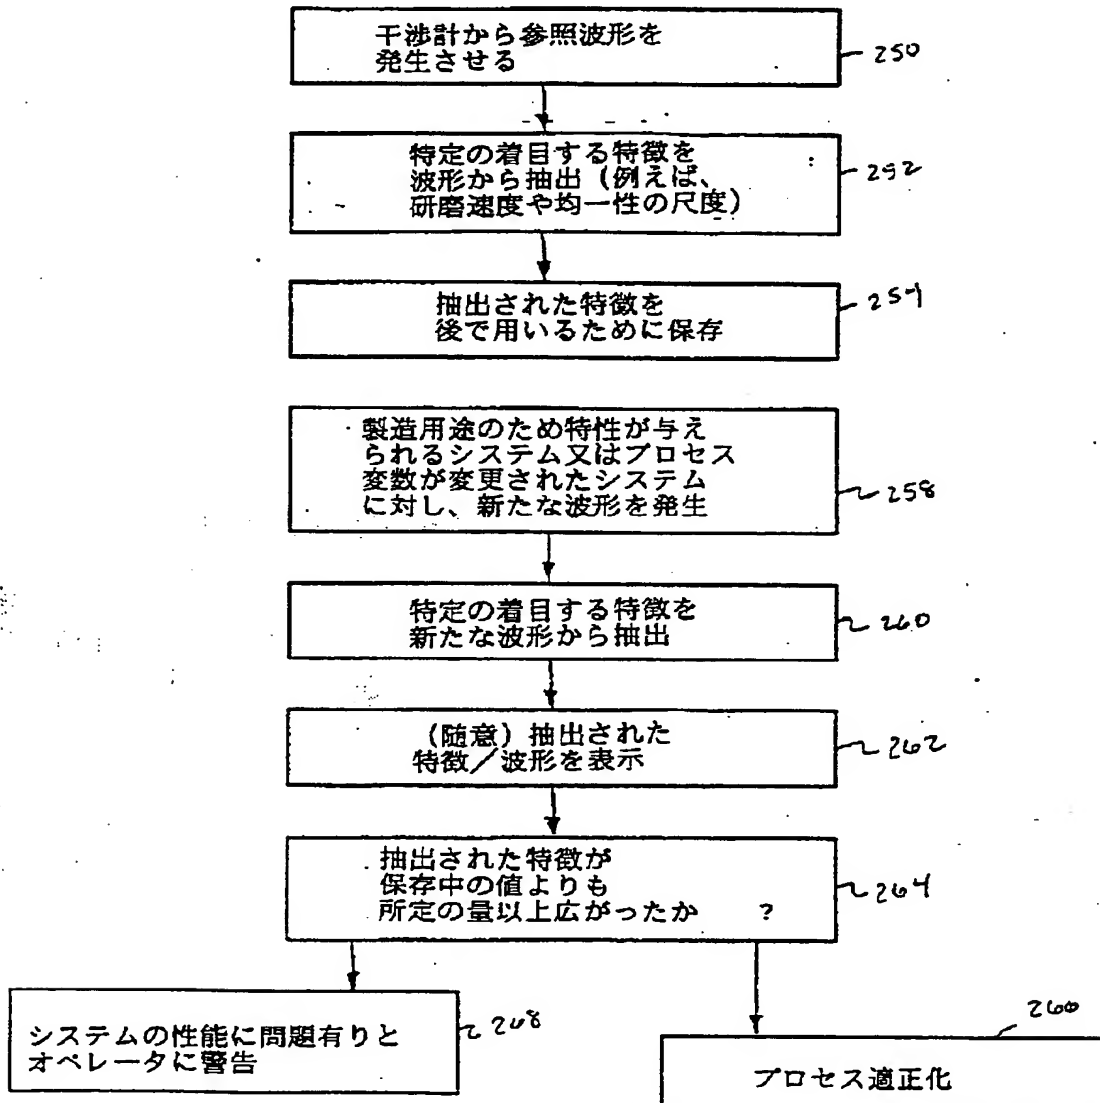 干渉計から参照波形を
発生させる
250
特定の着目する特徴を
波形から抽出（例えば、
研磨速度や均一性の尺度）
252
抽出された特徴を
後で用いるために保存
254
製造用途のため特性が与え
られるシステム又はプロセス
変数が変更されたシステム
に対し、新たな波形を発生
258
特定の着目する特徴を
新たな波形から抽出
260
（随意）抽出された
特徴／波形を表示
262
抽出された特徴が
保存中の値よりも
所定の量以上広がったか ？
264
システムの性能に問題有りと
オペレータに警告
268
プロセス適正化
260